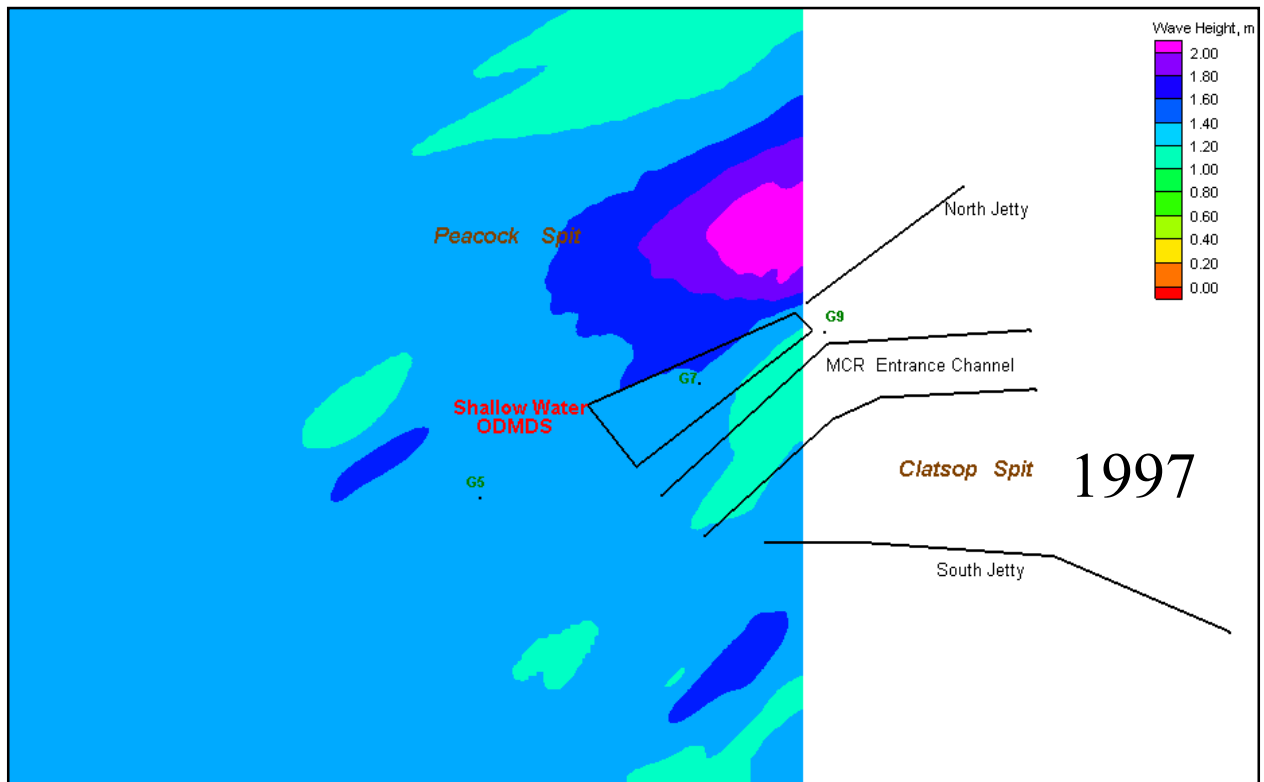 Wave Height, m
2.00
1.80
1.60
1.40
1.20
1.00
0.80
0.60
0.40
0.20
0.00
North Jetty
Peacock Spit
G9
MCR Entrance Channel
G7
Shallow Water
ODMDS
Clatsop Spit
1997
G5
South Jetty